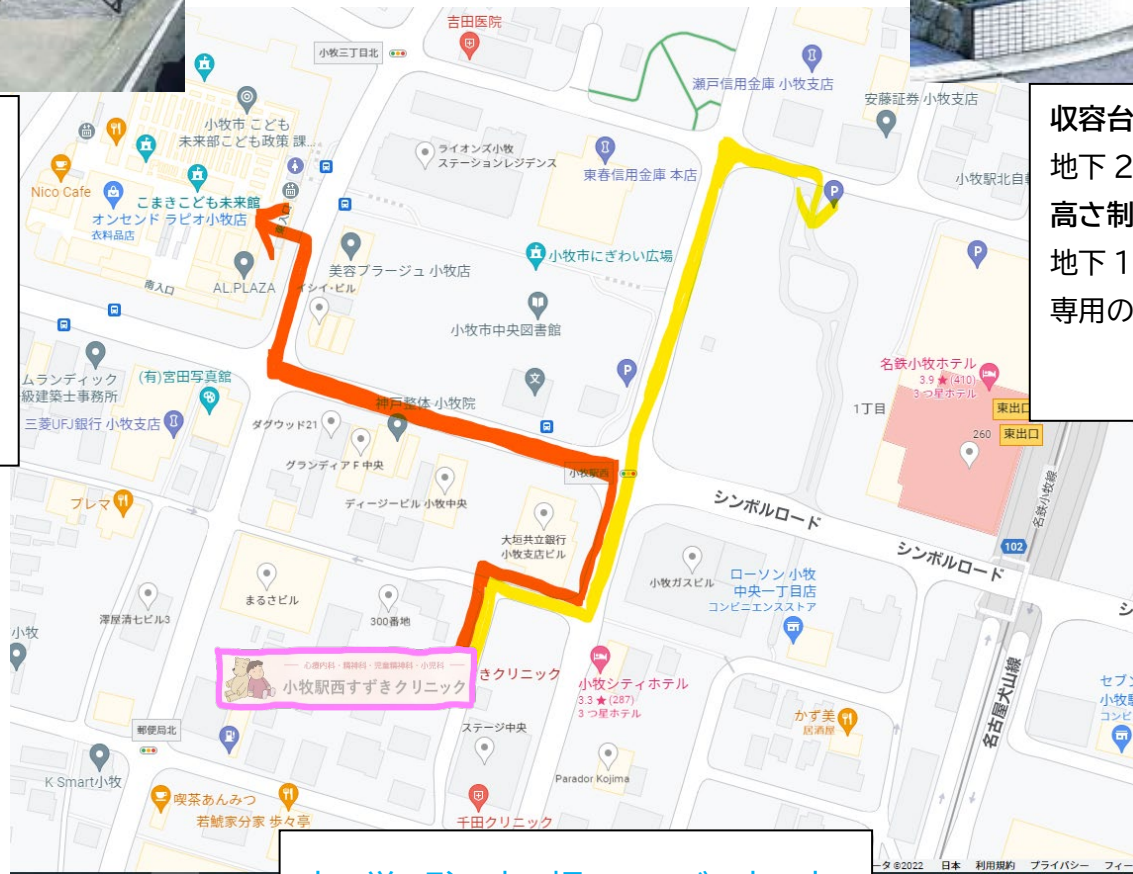 吉田医院
小牧三丁目北
瀬戸信用金庫 小牧支店
安藤証券 小牧支店
収容台
地下2
高さ制
地下1
専用の
小牧市 こども
未来部こども政策 課...
ライオンズ小牧
ステーションレジデンス
東春信用金庫 本店
小牧駅北自
Nico Cafe
こまきこども未来館
オンセンド ラピオ小牧店
衣料品店
P
P
小牧市にぎわい広場
美容プラージュ 小牧店
AL.PLAZA
イシイ・ビル
南入口
小牧市中央図書館
ムランディック
級建築士事務所
(有)宮田写真館
P
名鉄小牧ホテル
3.9 ★ (410)
3 つ星ホテル
1丁目
東出口
260
東出口
三菱UFJ銀行 小牧支店
神戸整体 小牧院
ダグウッド21
グランディアF中央
小牧駅西
名鉄小牧線
プレマ
ディージービル 小牧中央
シンボルロード
大垣共立銀行
小牧支店ビル
シンボルロード
102
小牧ガスビル
ローソン 小牧
中央一丁目店
コンビニエンスストア
まるさビル
300番地
澤屋清七ビル3
小牧
シ
心療内科・精神科・児童精神科・小児科
小牧駅西すずきクリニック
きクリニック
小牧シティホテル
3.3 ★ (287)
3 つ星ホテル
名古屋犬山線
セブン
小牧駅
コンビ
郵便局北
ステージ中央
かず美
居酒屋
K Smart小牧
Parador Kojima
喫茶あんみつ
若鯱家分家 歩々亭
千田クリニック
ータ ©2022 日本 利用規約 プライバシー フィー